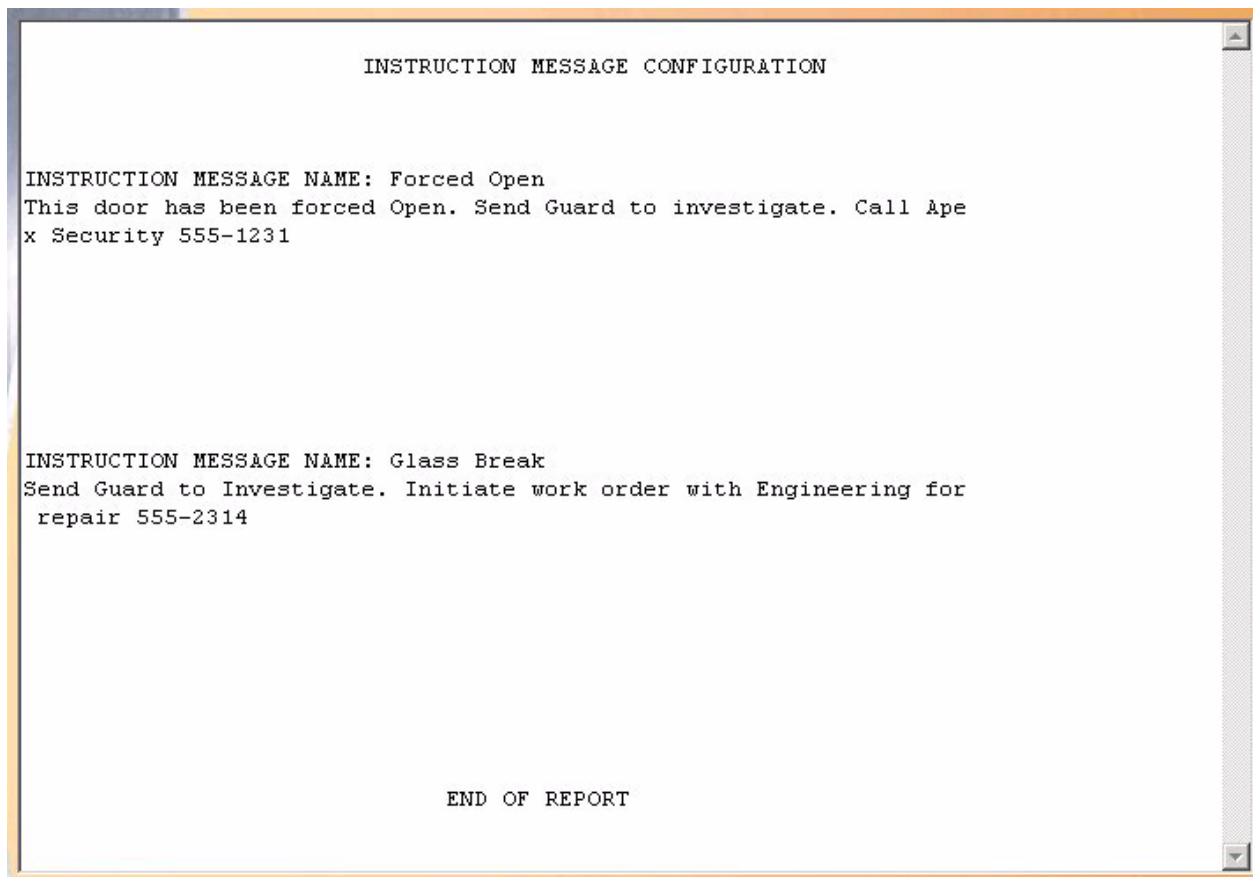 INSTRUCTION MESSAGE CONFIGURATION
INSTRUCTION MESSAGE NAME: Forced Open
This door has been forced Open. Send Guard to investigate. Call Ape
x Security 555-1231
INSTRUCTION MESSAGE NAME: Glass Break
Send Guard to Investigate. Initiate work order with Engineering for
repair 555-2314
END OF REPORT